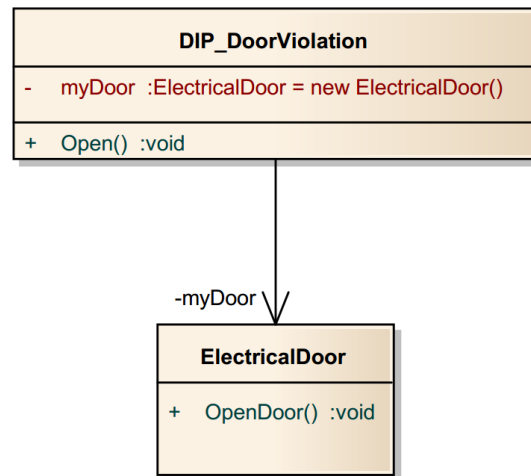 DIP_DoorViolation
- myDoor :ElectricalDoor = new ElectricalDoor()
+ Open() :void
-myDoor
ElectricalDoor
+ OpenDoor() :void